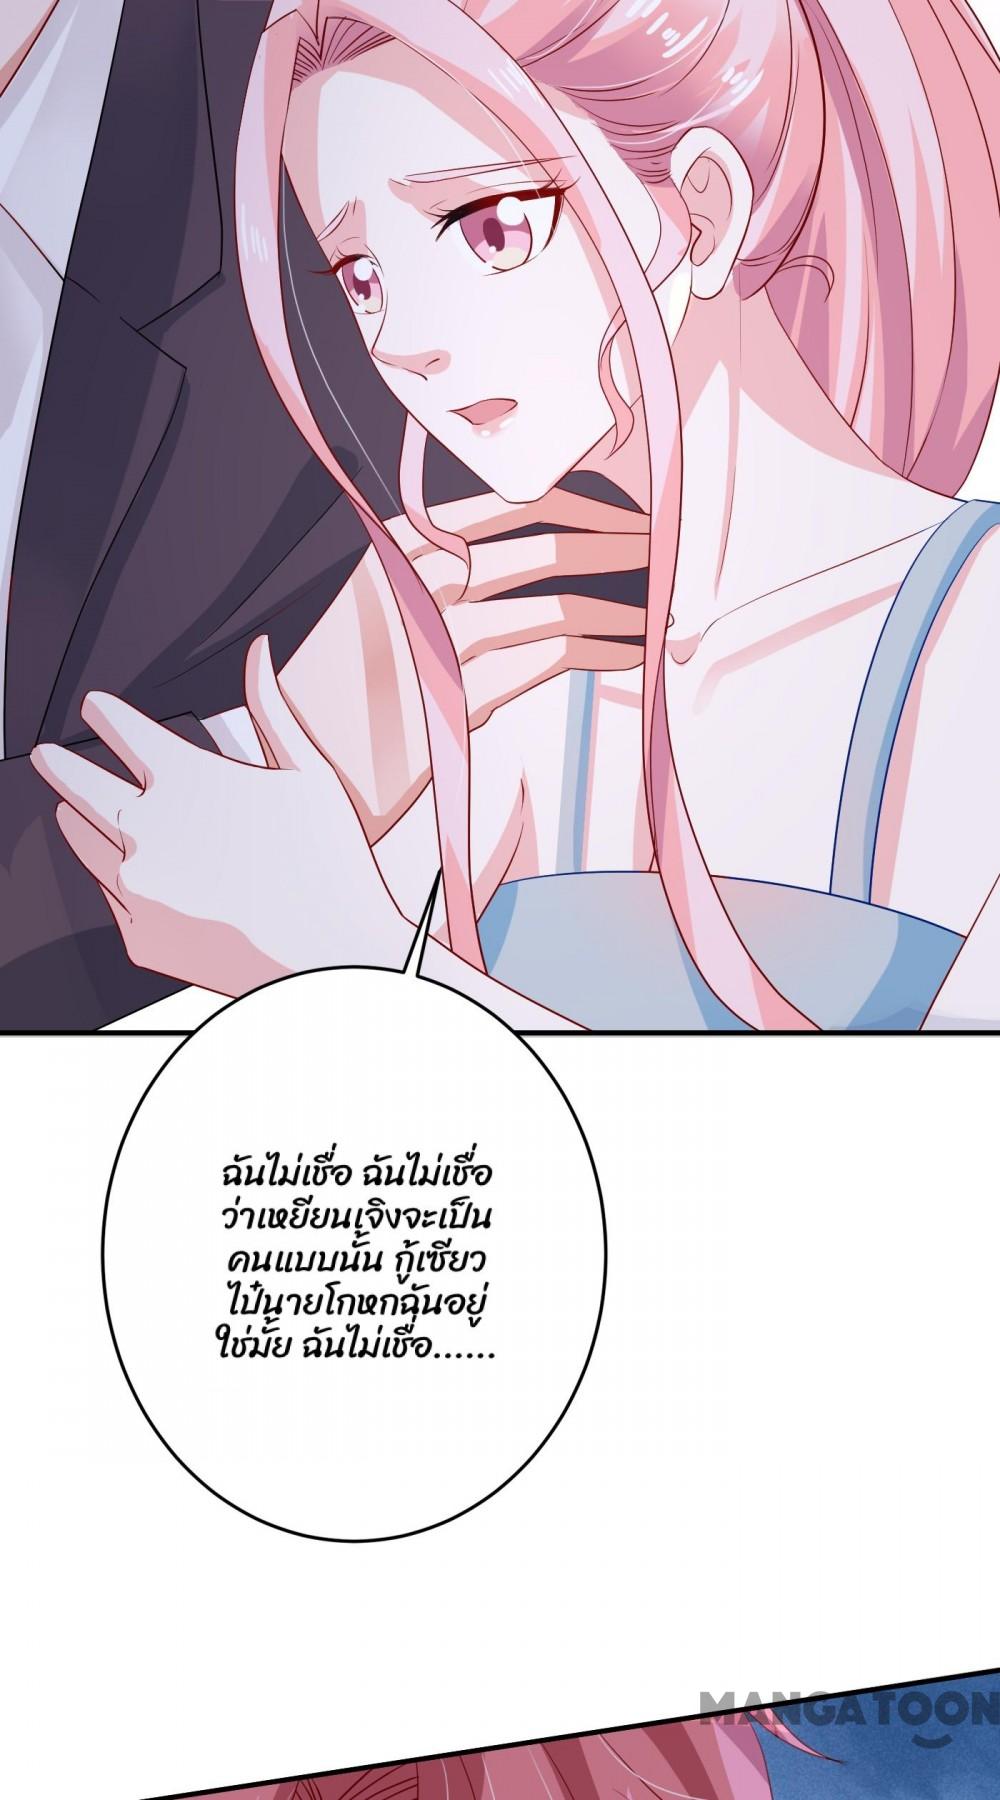 ฉันไม่เชื่อ ฉันไม่เชื่อ
ว่าเหยียนเจิงจะเป็น
คนแบบนั้น กู้เซียว
ไป๋นายโกหกฉันอยู่
ใช่มั้ย ฉันไม่เชื่อ......
MANGATOON